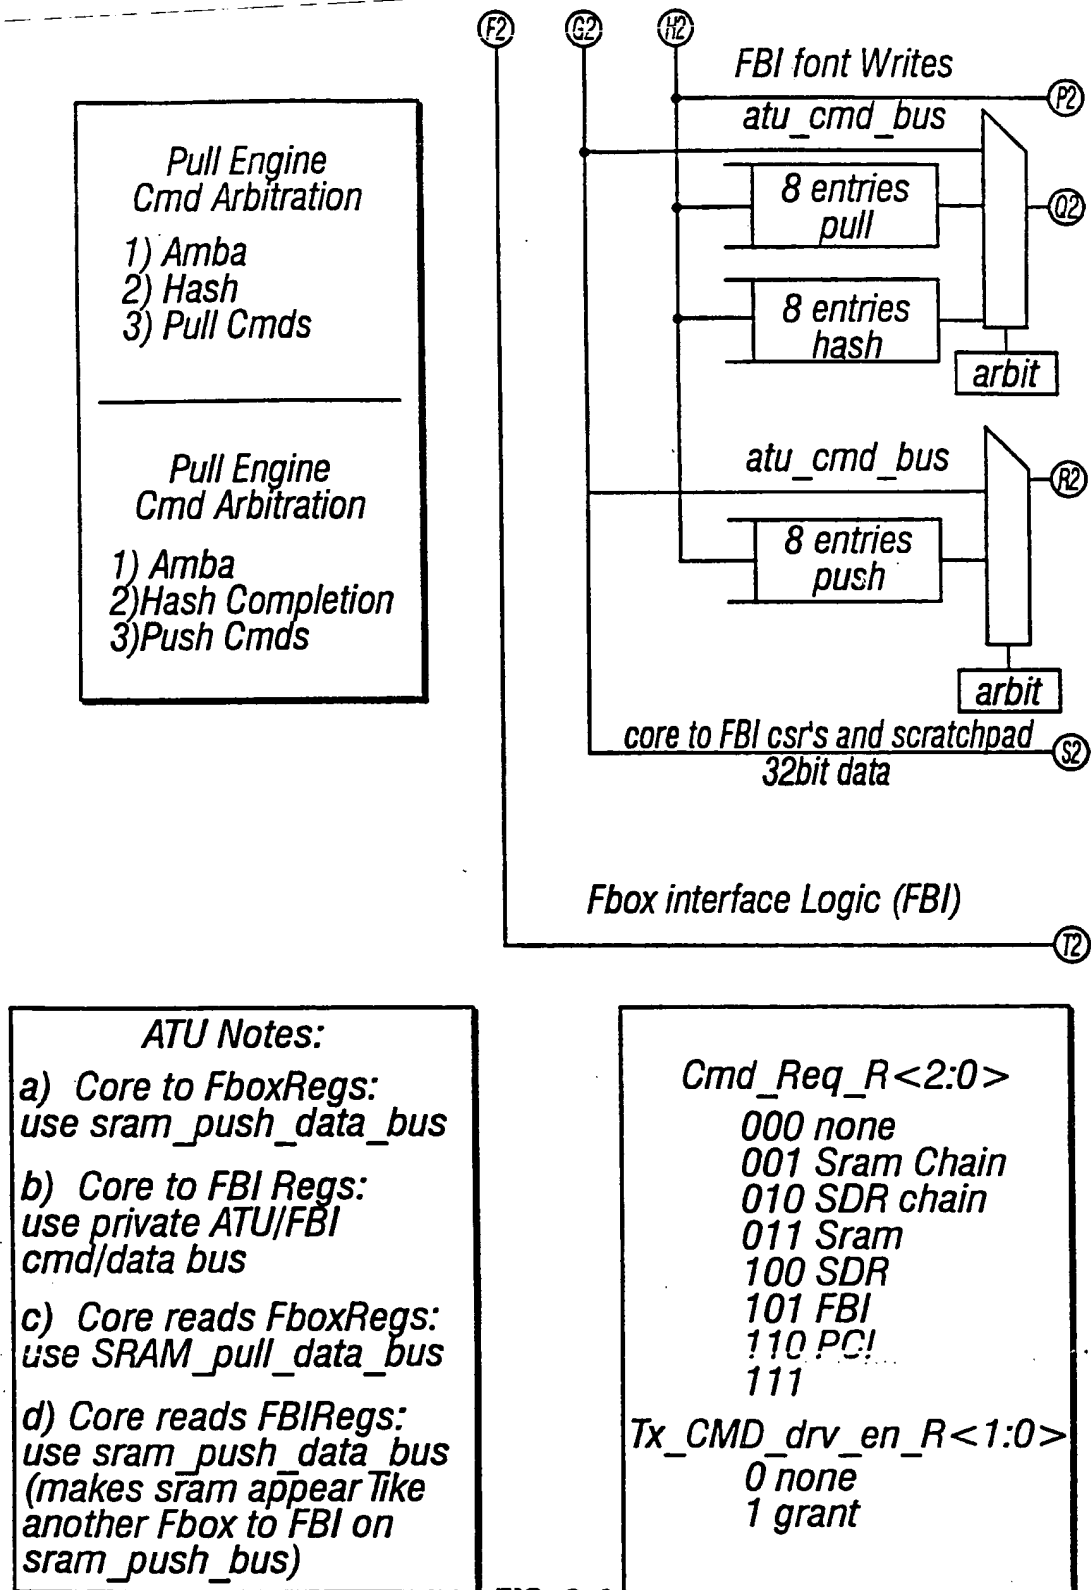 F2
G2
H2
FBI font Writes
P2
atu_cmd_bus
8 entries
pull
Q2
8 entries
hash
arbit
Pull Engine
Cmd Arbitration
1) Amba
2) Hash
3) Pull Cmds
Pull Engine
Cmd Arbitration
1) Amba
2)Hash Completion
3)Push Cmds
atu_cmd_bus
R2
8 entries
push
arbit
core to FBI csr's and scratchpad
32bit data
S2
Fbox interface Logic (FBI)
T2
ATU Notes:
a) Core to FboxRegs:
use sram_push_data_bus
b) Core to FBI Regs:
use private ATU/FBI
cmd/data bus
c) Core reads FboxRegs:
use SRAM_pull_data_bus
d) Core reads FBIRegs:
use sram_push_data_bus
(makes sram appear like
another Fbox to FBI on
sram_push_bus)
Cmd_Req_R<2:0>
000 none
001 Sram Chain
010 SDR chain
011 Sram
100 SDR
101 FBI
110 PCI
111
Tx_CMD_drv_en_R<1:0>
0 none
1 grant